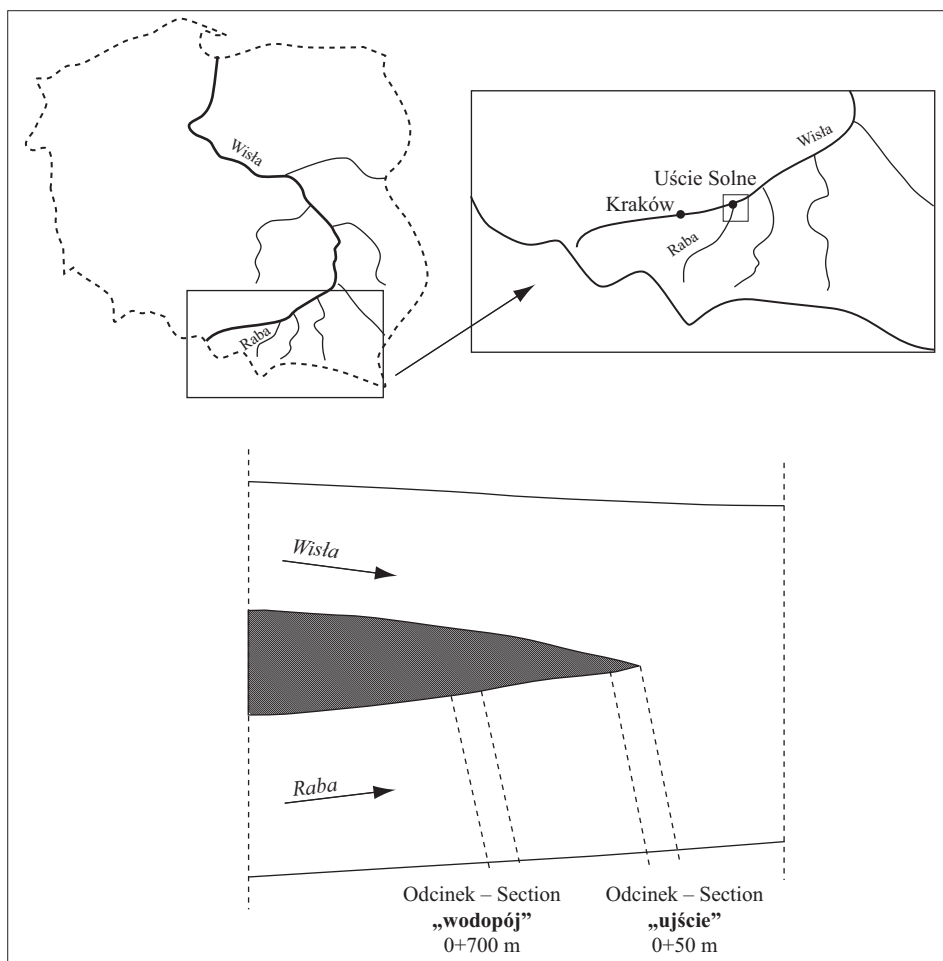 Wisła
Raba
Wisła
Uście Solne
Kraków
Raba
Wisła
Raba
Odcinek – Section
„wodopój”
0+700 m
Odcinek – Section
„ujście”
0+50 m